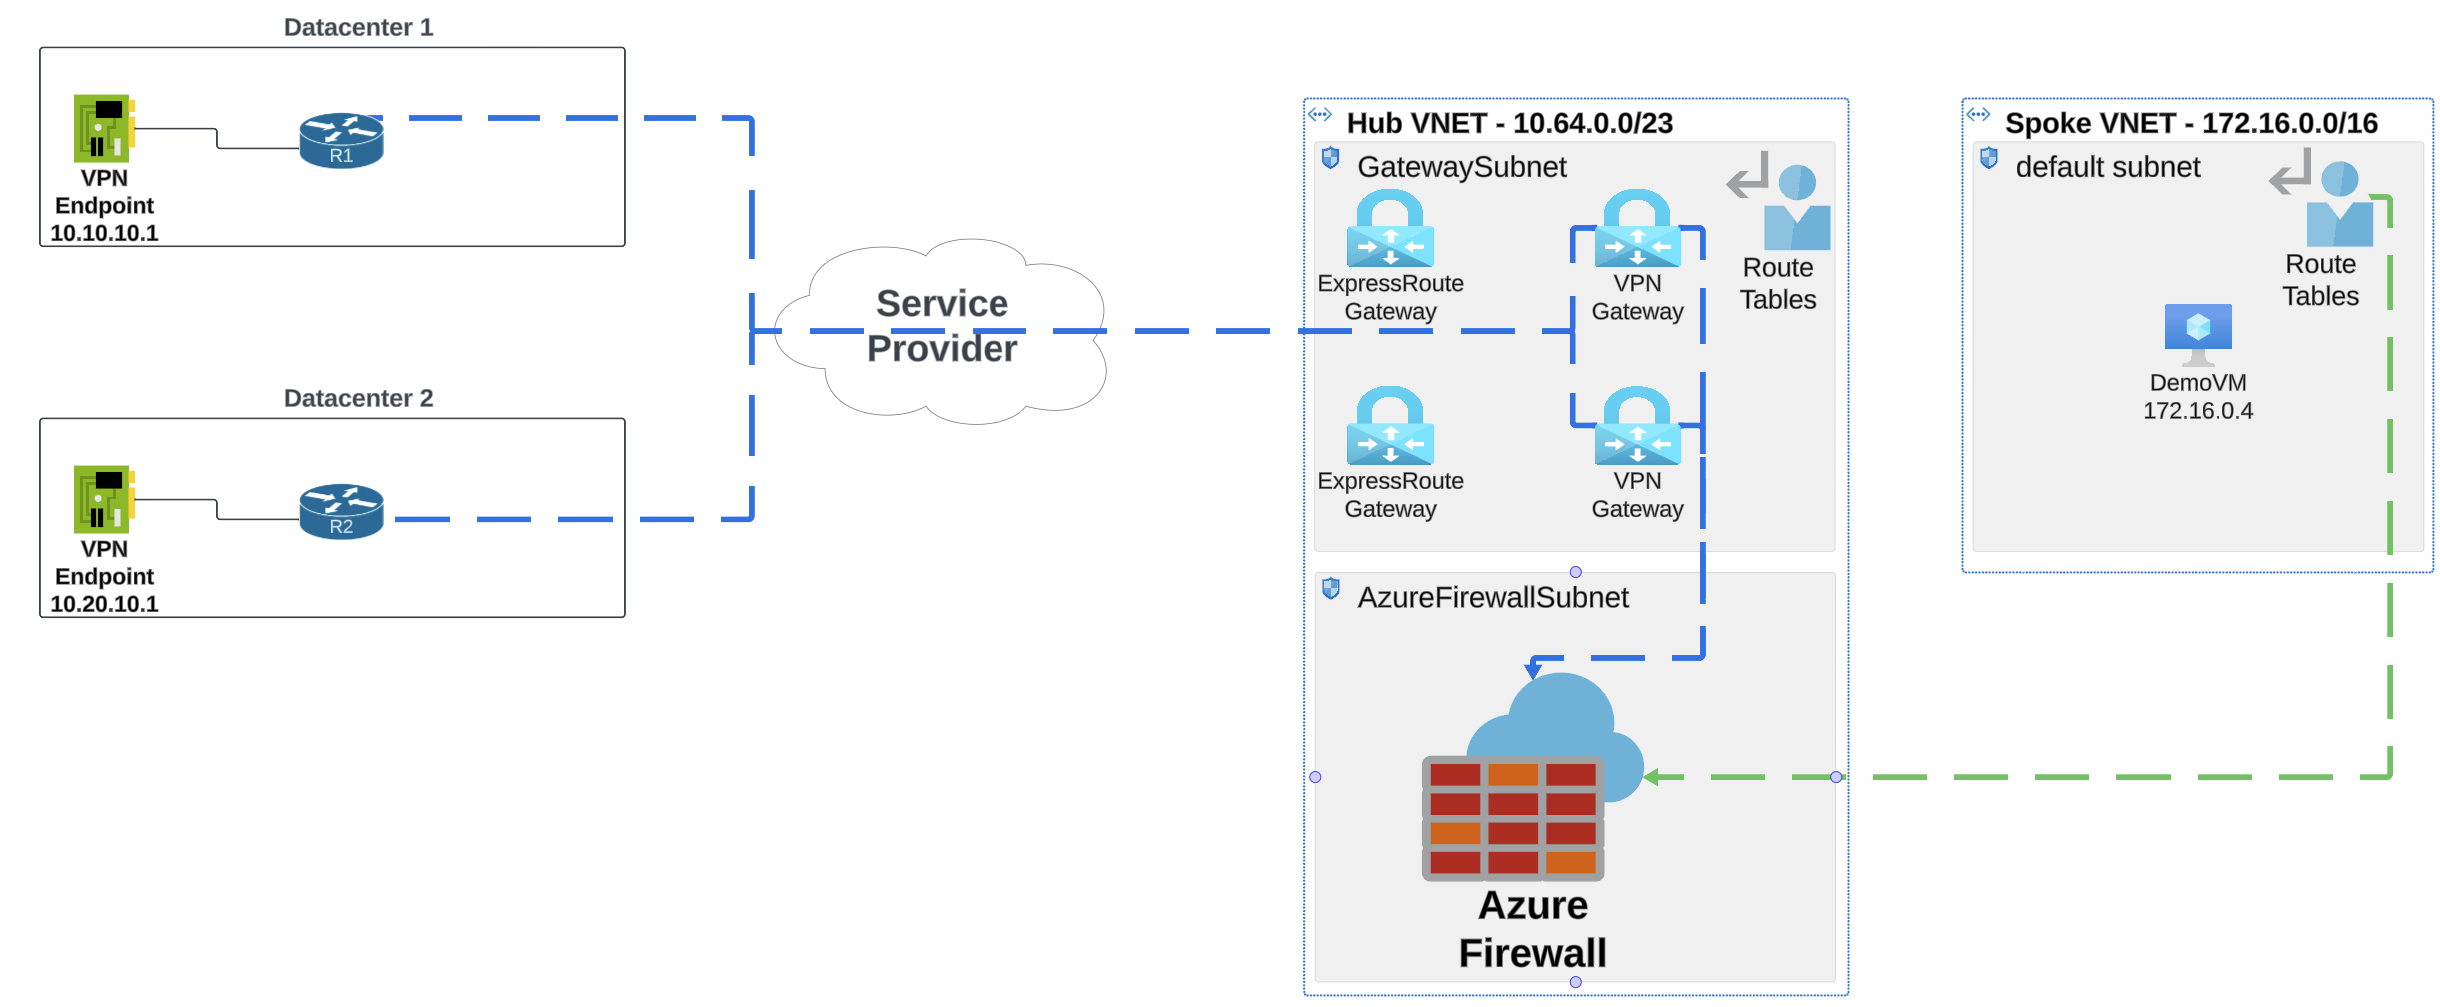 Datacenter 1
R1
VPN
Endpoint
10.10.10.1
Datacenter 2
R2
VPN
Endpoint
10.20.10.1
Service
Provider
Hub VNET - 10.64.0.0/23
GatewaySubnet
ExpressRoute
Gateway
VPN
Gateway
Route
Tables
ExpressRoute
Gateway
VPN
Gateway
AzureFirewallSubnet
Azure
Firewall
Spoke VNET - 172.16.0.0/16
default subnet
Route
Tables
DemoVM
172.16.0.4